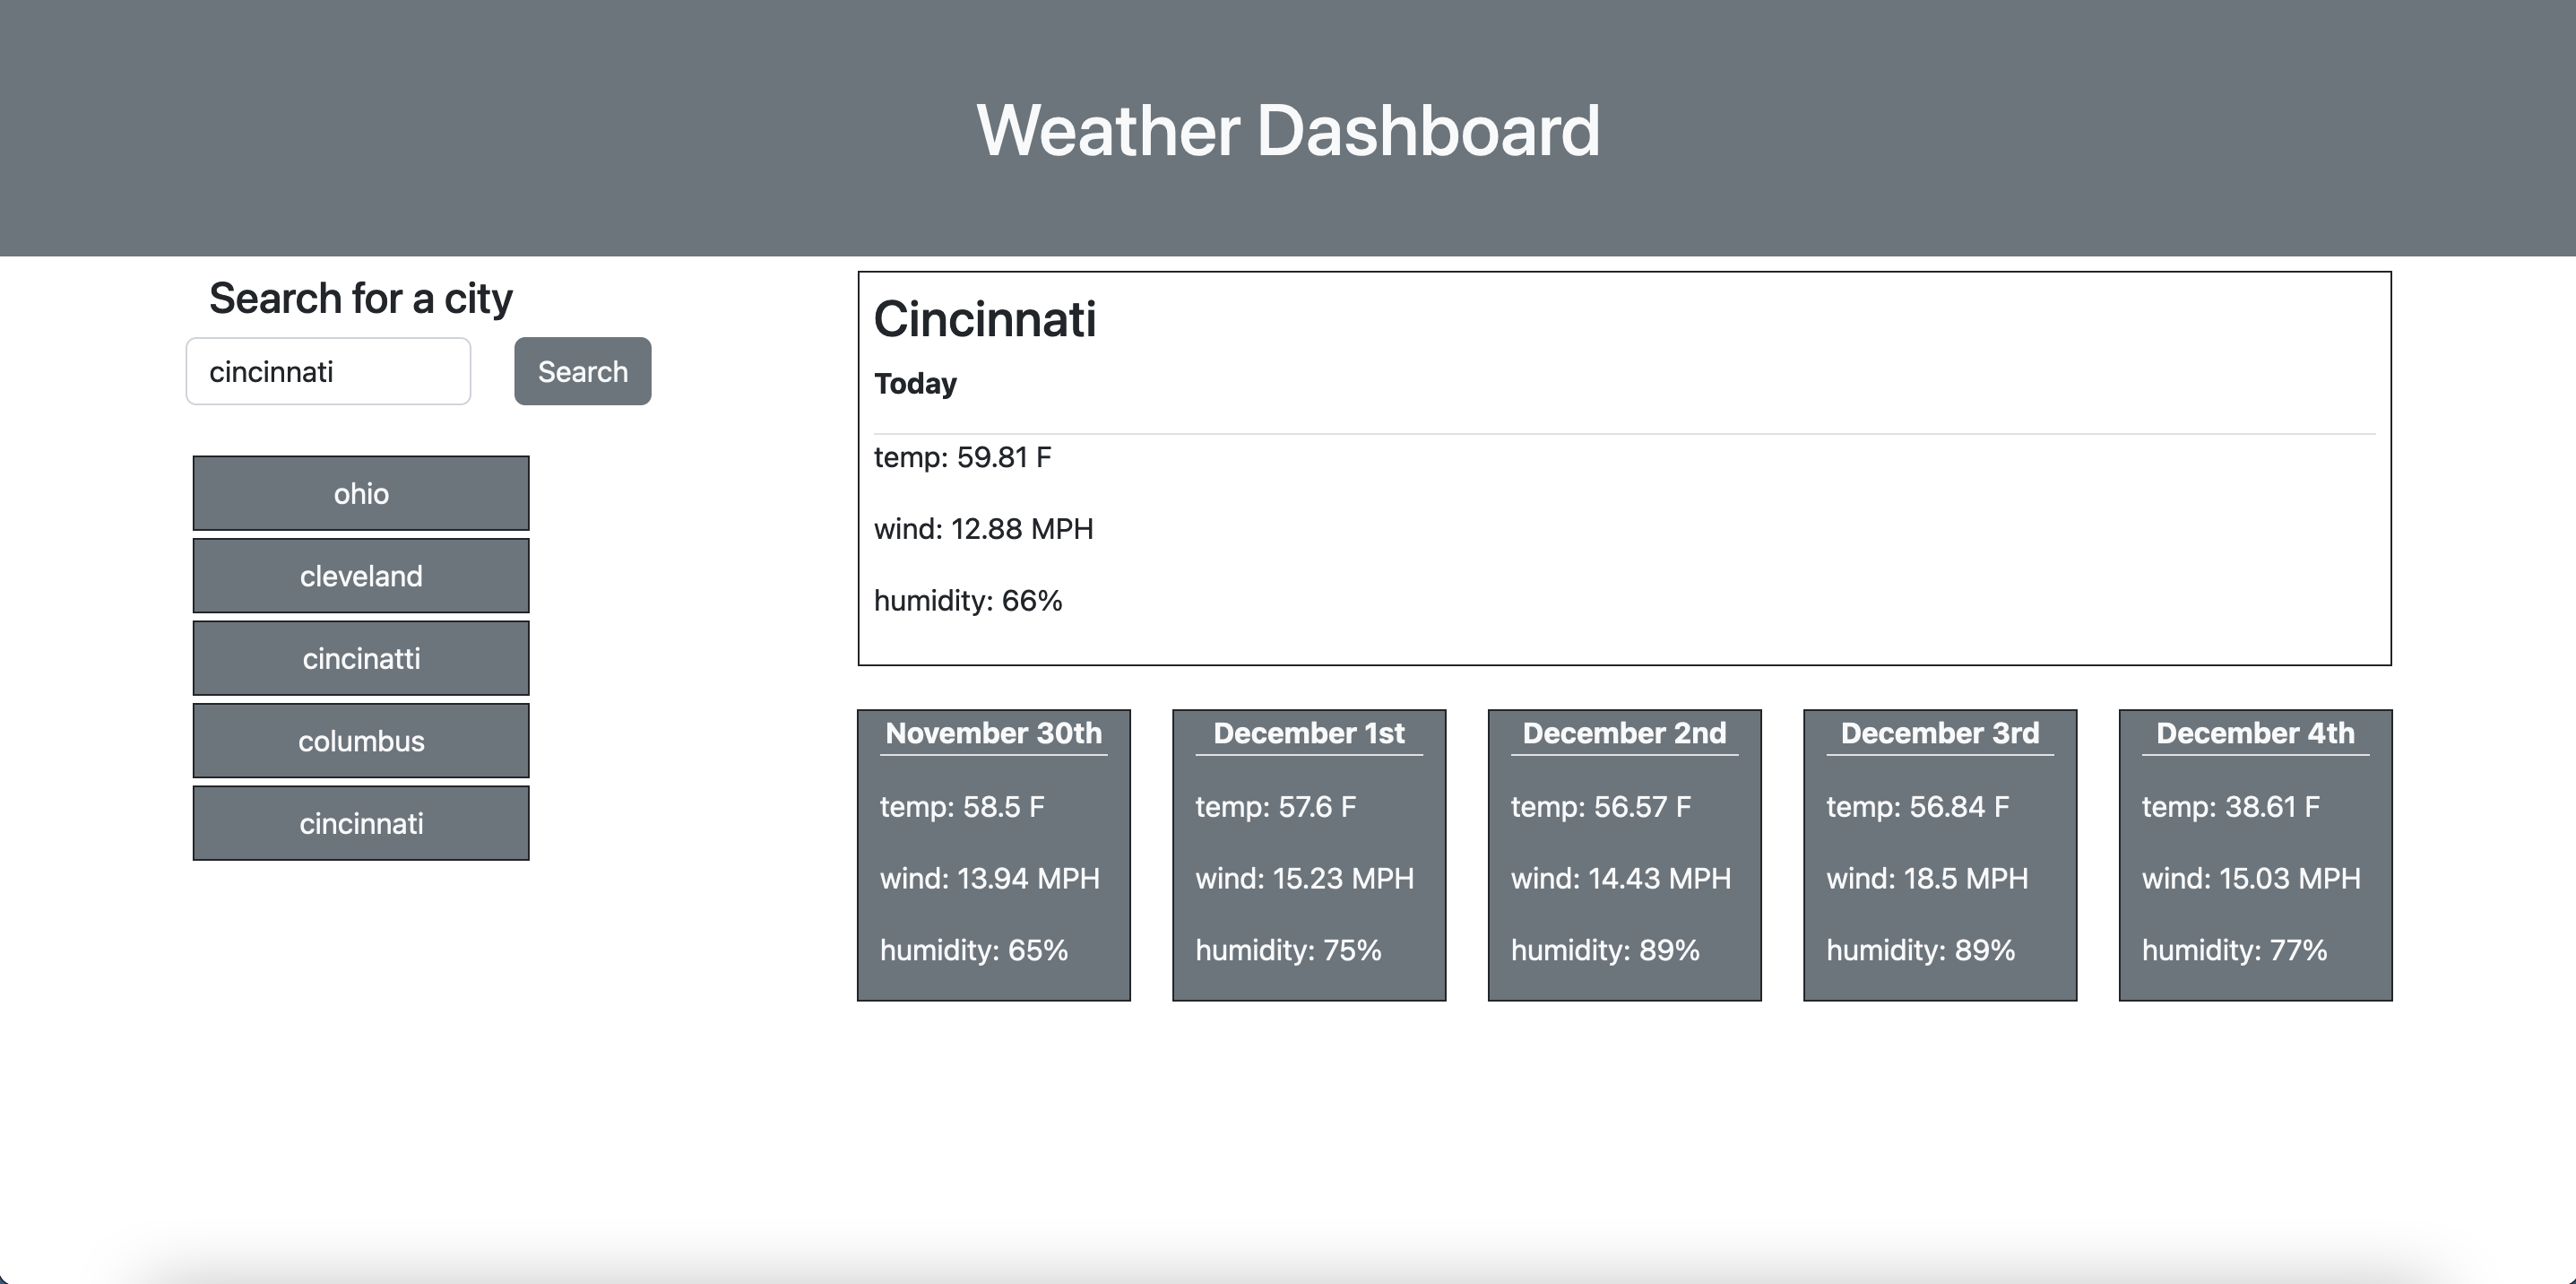 Weather Dashboard
Search for a city
cincinnati
Search
ohio
cleveland
cincinatti
columbus
cincinnati
Cincinnati
Today
temp: 59.81 F
wind: 12.88 MPH
humidity: 66%
November 30th
temp: 58.5 F
wind: 13.94 MPH
humidity: 65%
December 1st
temp: 57.6 F
wind: 15.23 MPH
humidity: 75%
December 2nd
temp: 56.57 F
wind: 14.43 MPH
humidity: 89%
December 3rd
temp: 56.84 F
wind: 18.5 MPH
humidity: 89%
December 4th
temp: 38.61 F
wind: 15.03 MPH
humidity: 77%